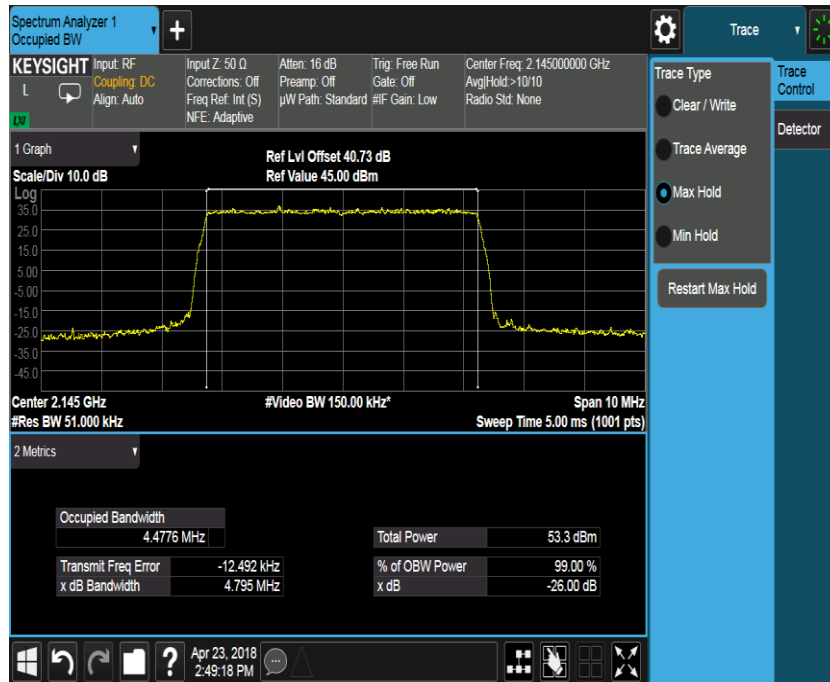 Spectrum Analyzer 1
Occupied BW
+
Trace
KEYSIGHT
L
LXI
Input: RF
Coupling: DC
Align: Auto
Input Z: 50 Ω
Corrections: Off
Freq Ref: Int (S)
NFE: Adaptive
Atten: 16 dB
Preamp: Off
µW Path: Standard
Trig: Free Run
Gate: Off
#IF Gain: Low
Center Freq: 2.145000000 GHz
Avg|Hold:>10/10
Radio Std: None
1 Graph
Scale/Div 10.0 dB
Ref Lvl Offset 40.73 dB
Ref Value 45.00 dBm
Log
35.0
25.0
15.0
5.00
-5.00
-15.0
-25.0
-35.0
-45.0
Center 2.145 GHz
#Video BW 150.00 kHz*
Span 10 MHz
#Res BW 51.000 kHz
Sweep Time 5.00 ms (1001 pts)
2 Metrics
Occupied Bandwidth
4.4776 MHz
Total Power 53.3 dBm
Transmit Freq Error -12.492 kHz
% of OBW Power 99.00 %
x dB Bandwidth 4.795 MHz
x dB -26.00 dB
Trace Type
Clear / Write
Trace Average
Max Hold
Min Hold
Restart Max Hold
Trace
Control
Detector
?
Apr 23, 2018
2:49:18 PM